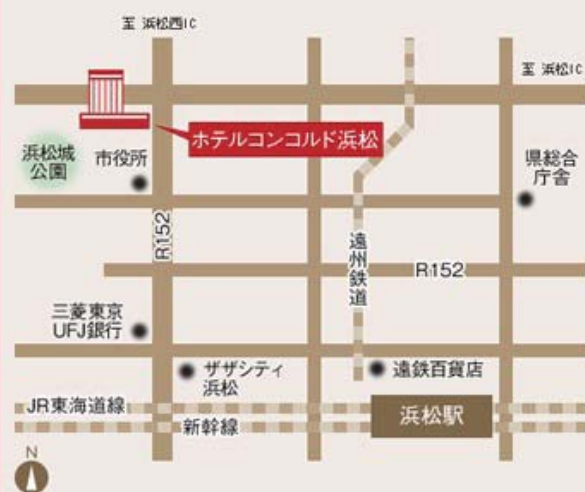 至 浜松西IC
至 浜松IC
ホテルコンコルド浜松
浜松城
公園
市役所
県総合
庁舎
R152
遠州鉄道
R152
三菱東京
UFJ銀行
ザザシティ
浜松
遠鉄百貨店
JR東海道線
新幹線
浜松駅
N